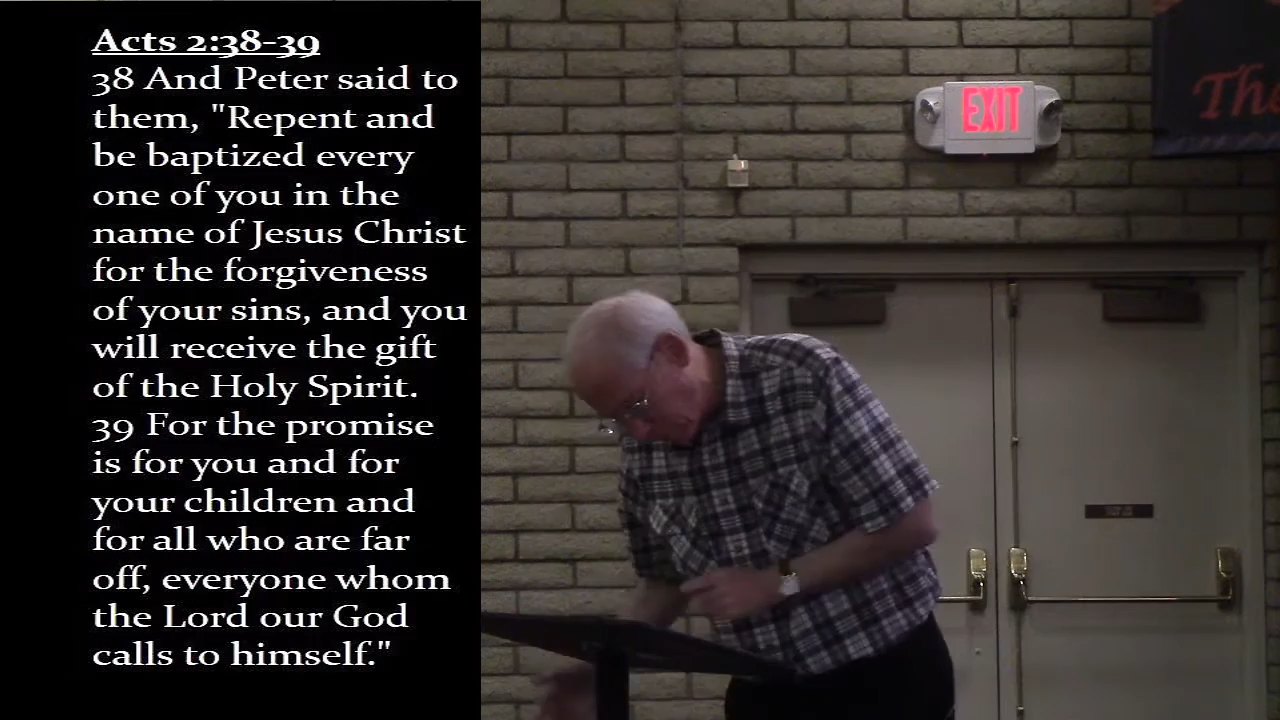 Acts 2:38-39
38 And Peter said to
them, "Repent and
be baptized every
one of you in the
name of Jesus Christ
for the forgiveness
of your sins, and you
will receive the gift
of the Holy Spirit.
39 For the promise
is for you and for
your children and
for all who are far
off, everyone whom
the Lord our God
calls to himself."
EXIT